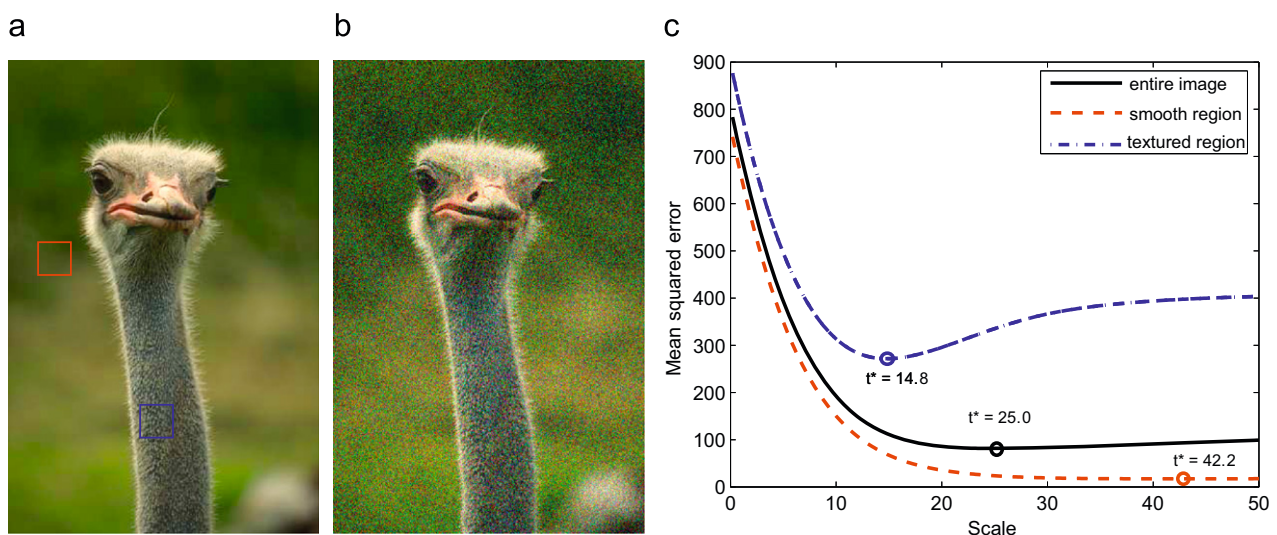 a
b
c
900
800
700
600
500
400
300
200
100
0
Mean squared error
entire image
smooth region
textured region
t* = 14.8
t* = 25.0
t* = 42.2
0
10
20
30
40
50
Scale